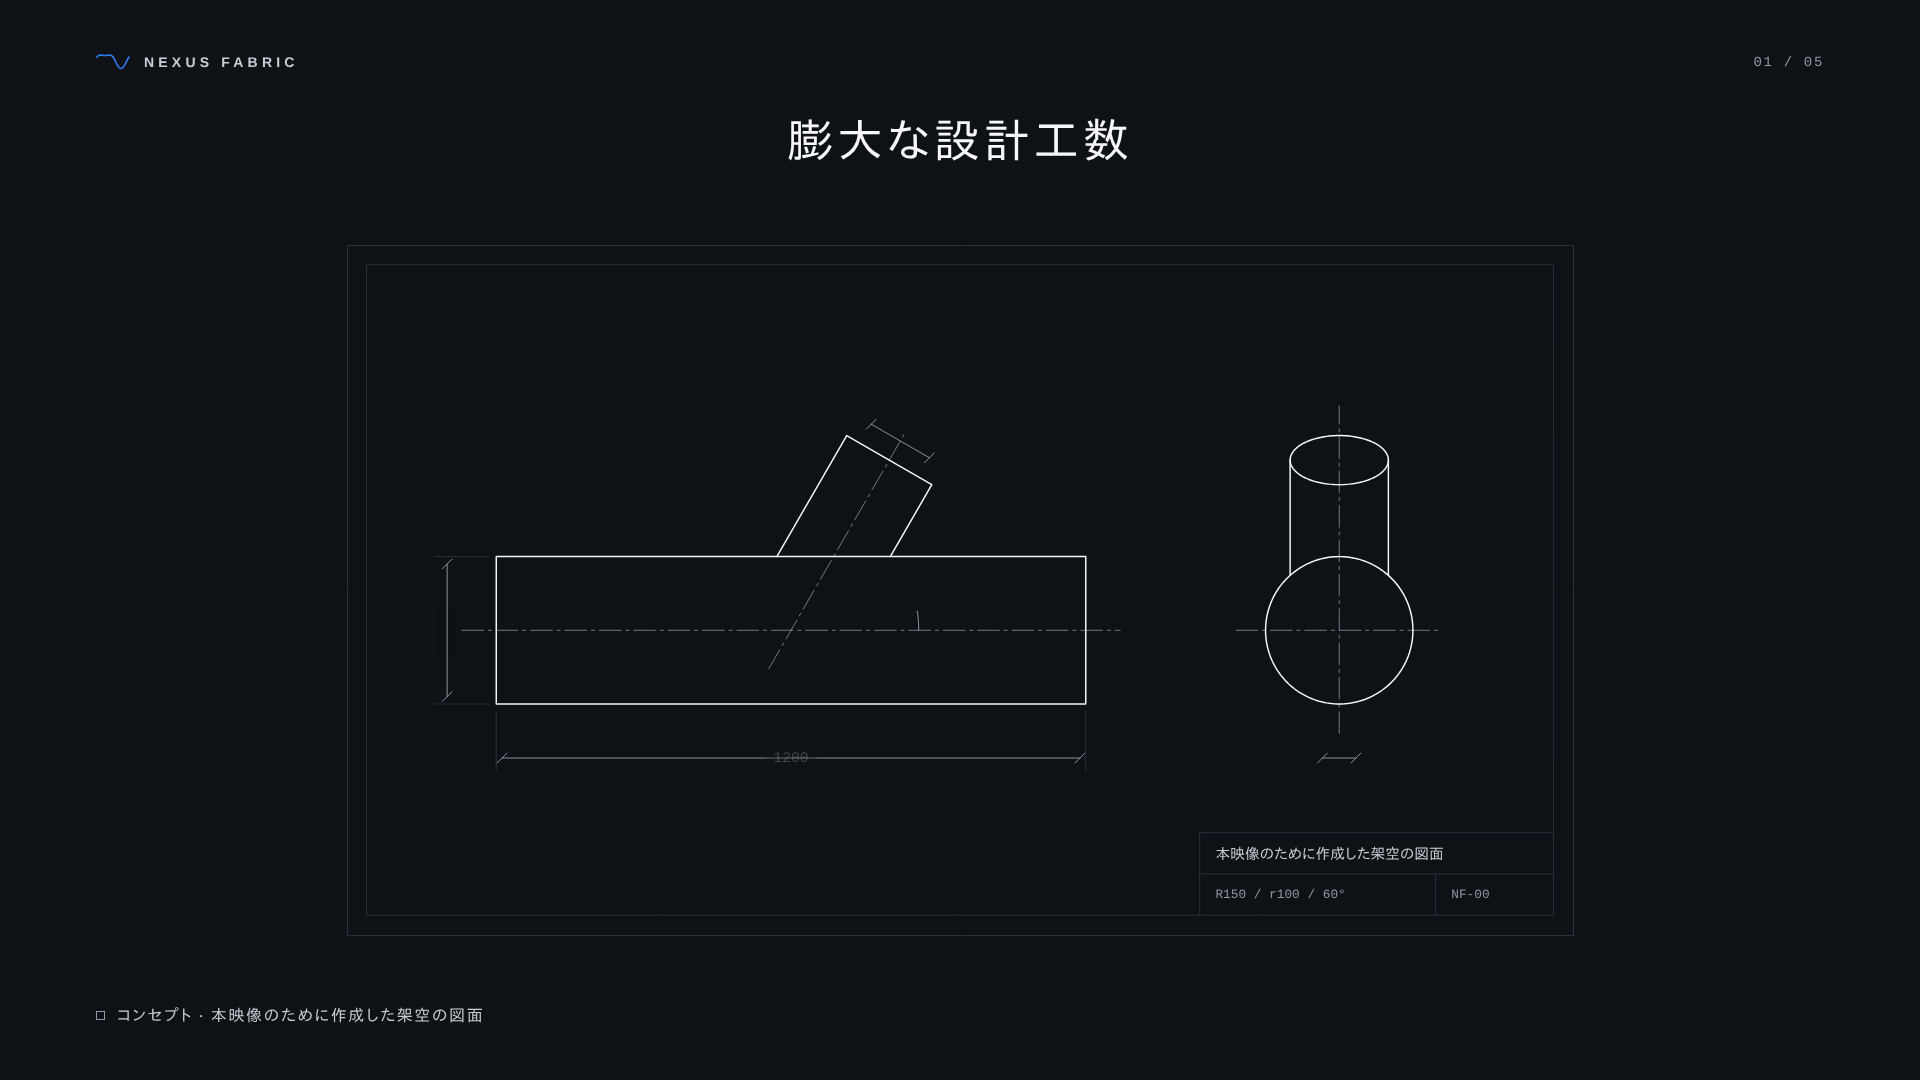 NEXUS FABRIC
01 / 05
膨大な設計工数
1200
本映像のために作成した架空の図面
R150 / r100 / 60°
NF-00
コンセプト · 本映像のために作成した架空の図面